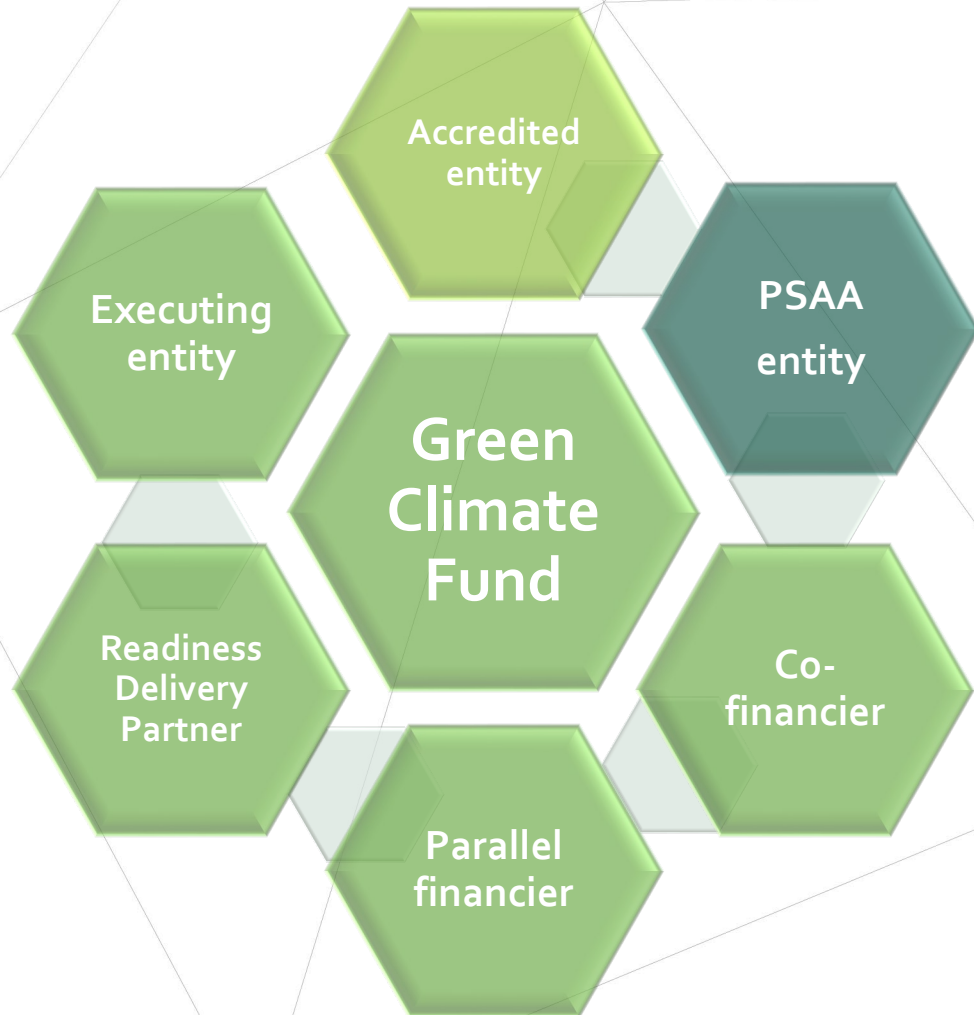 Accredited
entity
PSAA
entity
Executing
entity
Green
Climate
Fund
Readiness
Delivery
Partner
Co-
financier
Parallel
financier